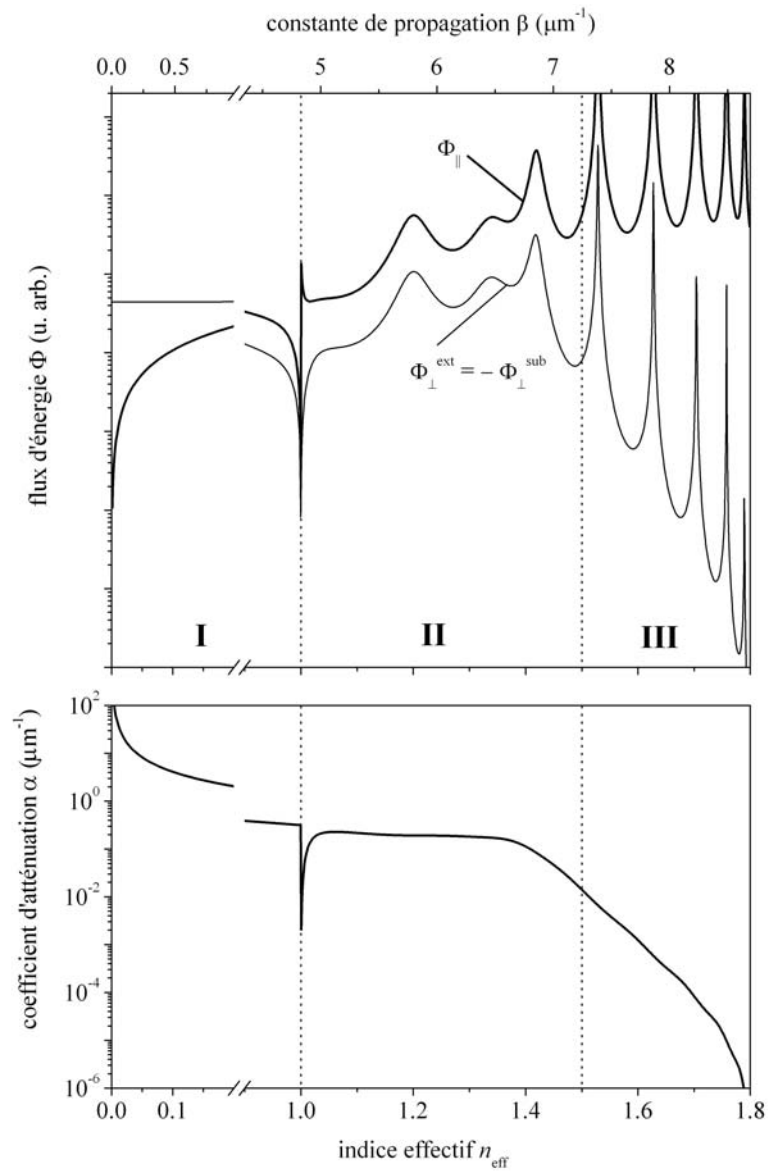 constante de propagation β (μm⁻¹)
0.0 0.5 5 6 7 8
flux d'énergie Φ (u. arb.)
Φ∥
Φ⊥ᵉˣᵗ = − Φ⊥ˢᵘᵇ
I II III
coefficient d'atténuation α (μm⁻¹)
10²
10⁰
10⁻²
10⁻⁴
10⁻⁶
0.0 0.1 1.0 1.2 1.4 1.6 1.8
indice effectif n_eff